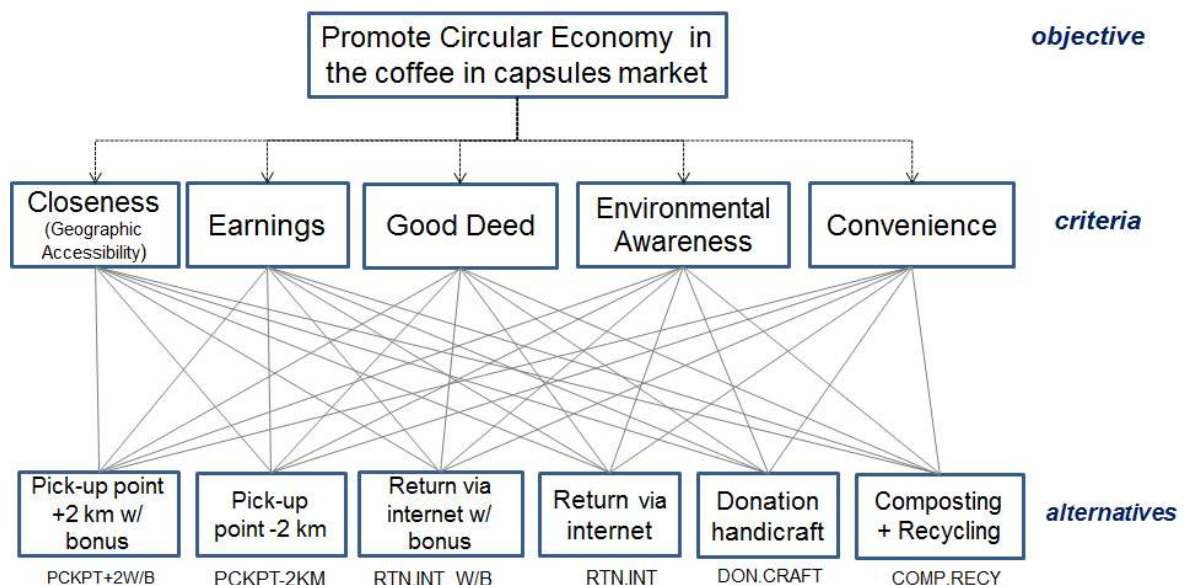 Promote Circular Economy in
the coffee in capsules market
objective
Closeness
(Geographic
Accessibility)
Earnings
Good Deed
Environmental
Awareness
Convenience
criteria
Pick-up point
+2 km w/
bonus
Pick-up
point -2 km
Return via
internet w/
bonus
Return via
internet
Donation
handicraft
Composting
+ Recycling
alternatives
PCKPT+2W/B
PCKPT-2KM
RTN.INT_W/B
RTN.INT
DON.CRAFT
COMP.RECY